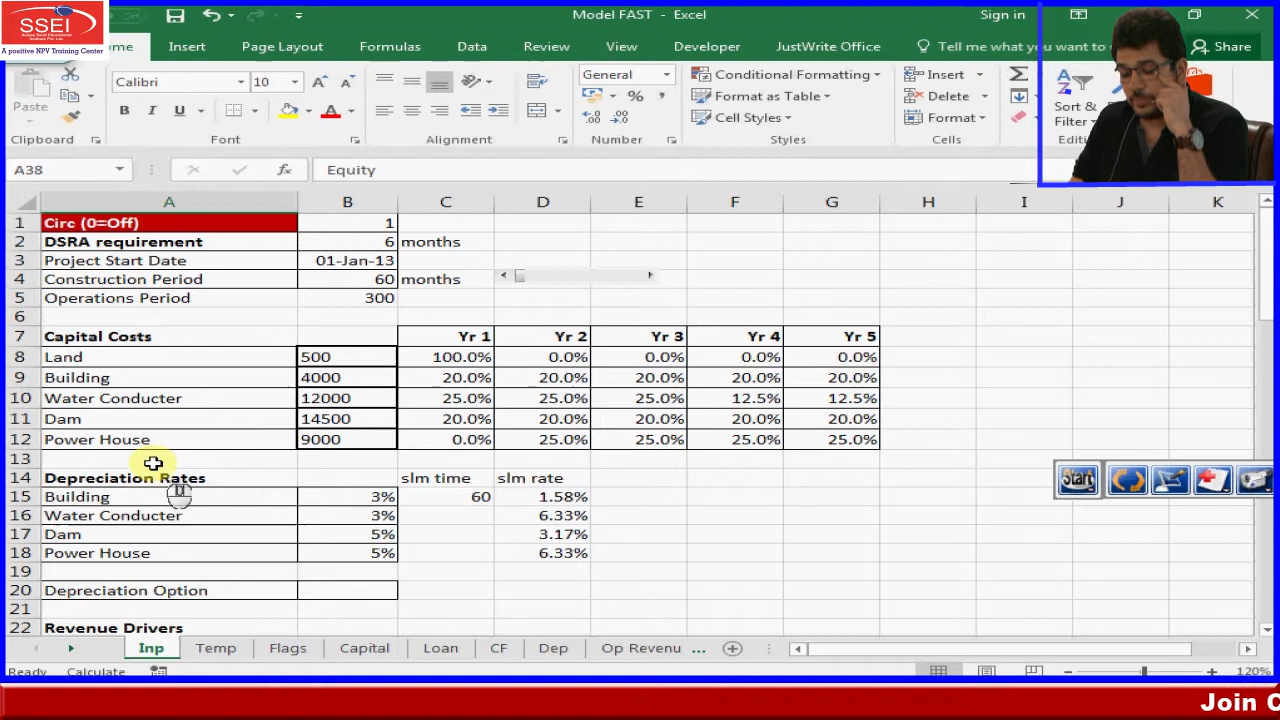 SSEI
Sanjay Saraf Educational
Institute Pvt. Ltd.
A positive NPV Training Center
Model FAST - Excel
Sign in
me
Insert
Page Layout
Formulas
Data
Review
View
Developer
JustWrite Office
Tell me what you want to
Share
Paste
Calibri
10
General
Conditional Formatting
Format as Table
Cell Styles
Insert
Delete
Format
Sort &
Filter
Clipboard
Font
Alignment
Number
Styles
Cells
Editi
A38
fx
Equity
A B C D E F G H I J K
1 Circ (0=Off) 1
2 DSRA requirement 6 months
3 Project Start Date 01-Jan-13
4 Construction Period 60 months
5 Operations Period 300
6
7 Capital Costs Yr 1 Yr 2 Yr 3 Yr 4 Yr 5
8 Land 500 100.0% 0.0% 0.0% 0.0% 0.0%
9 Building 4000 20.0% 20.0% 20.0% 20.0% 20.0%
10 Water Conducter 12000 25.0% 25.0% 25.0% 12.5% 12.5%
11 Dam 14500 20.0% 20.0% 20.0% 20.0% 20.0%
12 Power House 9000 0.0% 25.0% 25.0% 25.0% 25.0%
13
14 Depreciation Rates slm time slm rate
15 Building 3% 60 1.58%
16 Water Conducter 3% 6.33%
17 Dam 5% 3.17%
18 Power House 5% 6.33%
19
20 Depreciation Option
21
22 Revenue Drivers
Start
Inp Temp Flags Capital Loan CF Dep Op Revenu ...
Ready Calculate 120%
Join C